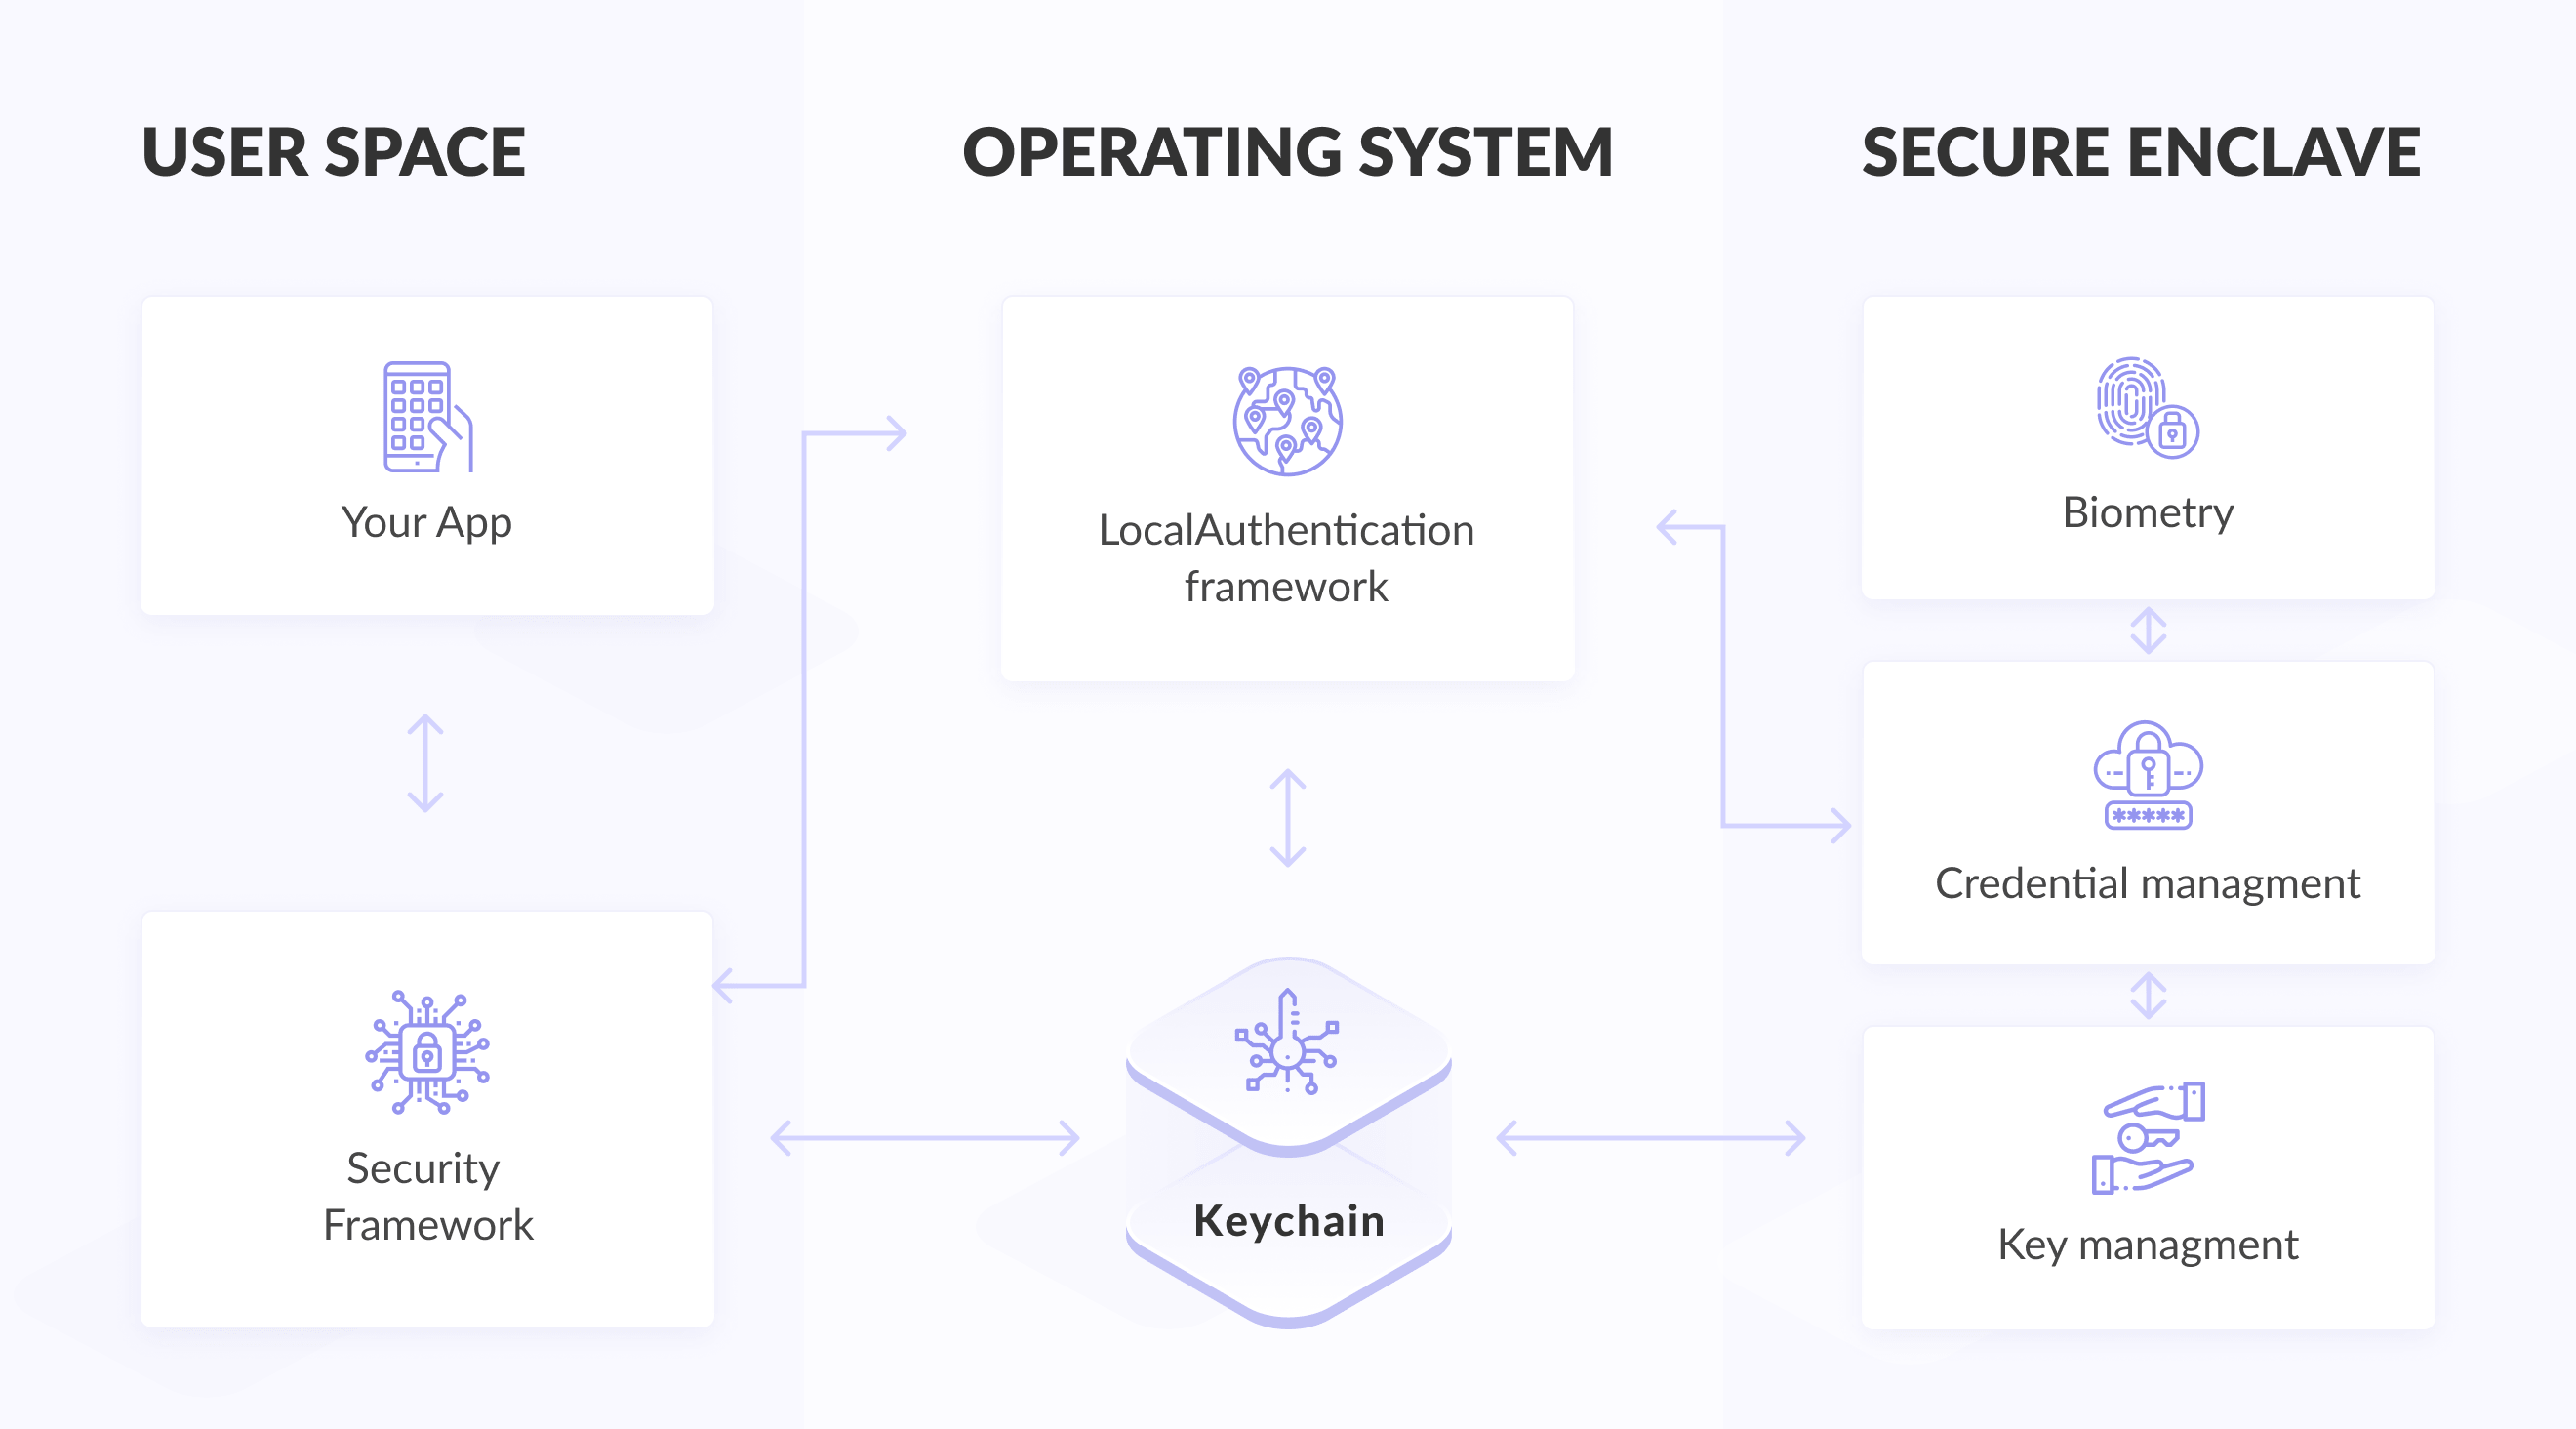 USER SPACE
OPERATING SYSTEM
SECURE ENCLAVE
Your App
LocalAuthentication
framework
Biometry
*****
Credential managment
Security
Framework
Keychain
Key managment